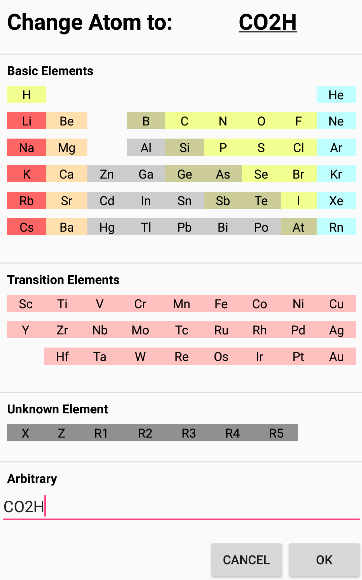 Change Atom to: CO2H
Basic Elements
H He
Li Be B C N O F Ne
Na Mg Al Si P S Cl Ar
K Ca Zn Ga Ge As Se Br Kr
Rb Sr Cd In Sn Sb Te I Xe
Cs Ba Hg Tl Pb Bi Po At Rn
Transition Elements
Sc Ti V Cr Mn Fe Co Ni Cu
Y Zr Nb Mo Tc Ru Rh Pd Ag
Hf Ta W Re Os Ir Pt Au
Unknown Element
X Z R1 R2 R3 R4 R5
Arbitrary
CO2H
CANCEL OK